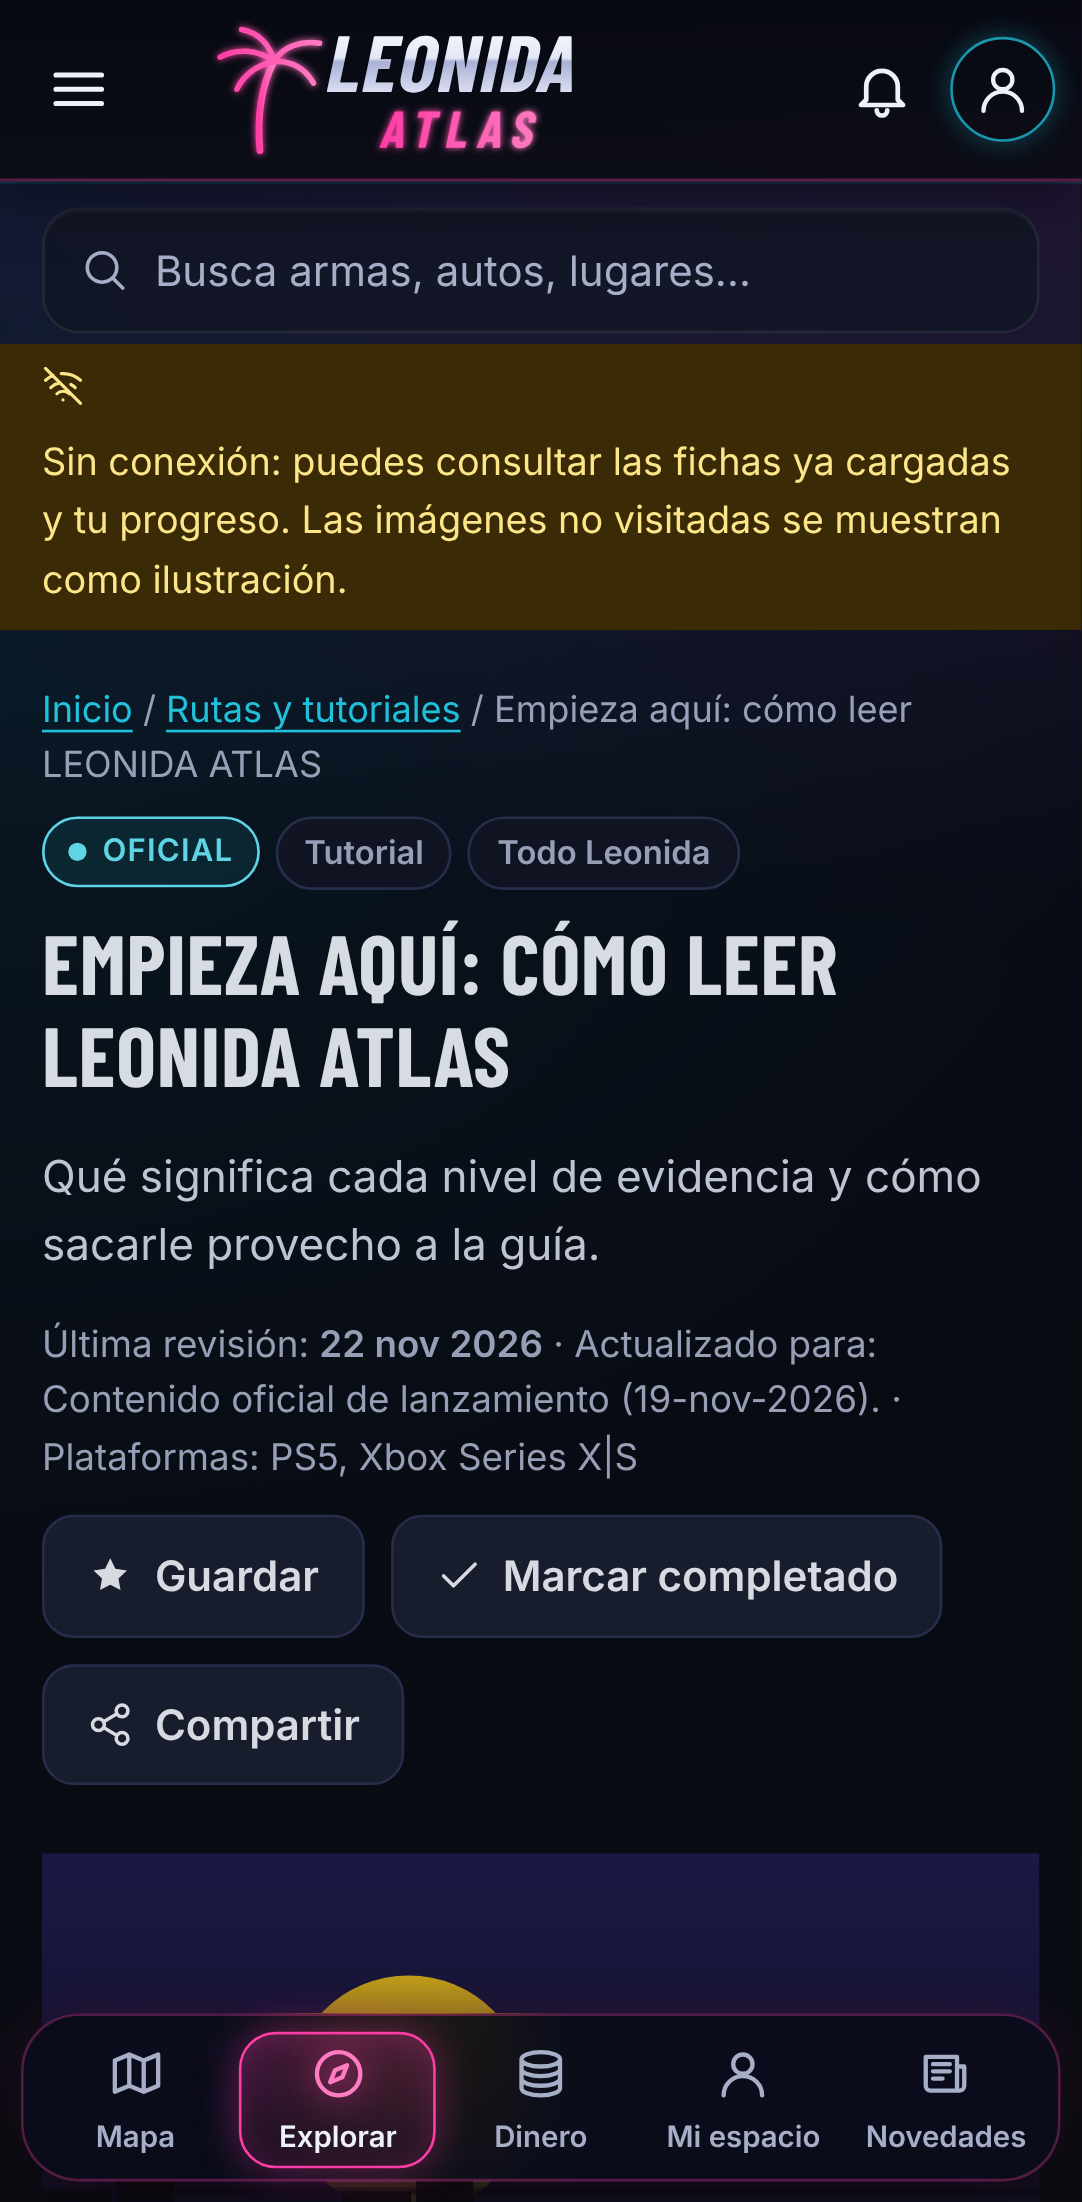 LEONIDA
ATLAS
Busca armas, autos, lugares...
Sin conexión: puedes consultar las fichas ya cargadas
y tu progreso. Las imágenes no visitadas se muestran
como ilustración.
Inicio / Rutas y tutoriales / Empieza aquí: cómo leer
LEONIDA ATLAS
OFICIAL Tutorial Todo Leonida
EMPIEZA AQUÍ: CÓMO LEER
LEONIDA ATLAS
Qué significa cada nivel de evidencia y cómo
sacarle provecho a la guía.
Última revisión: 22 nov 2026 · Actualizado para:
Contenido oficial de lanzamiento (19-nov-2026). ·
Plataformas: PS5, Xbox Series X|S
Guardar Marcar completado
Compartir
Mapa Explorar Dinero Mi espacio Novedades